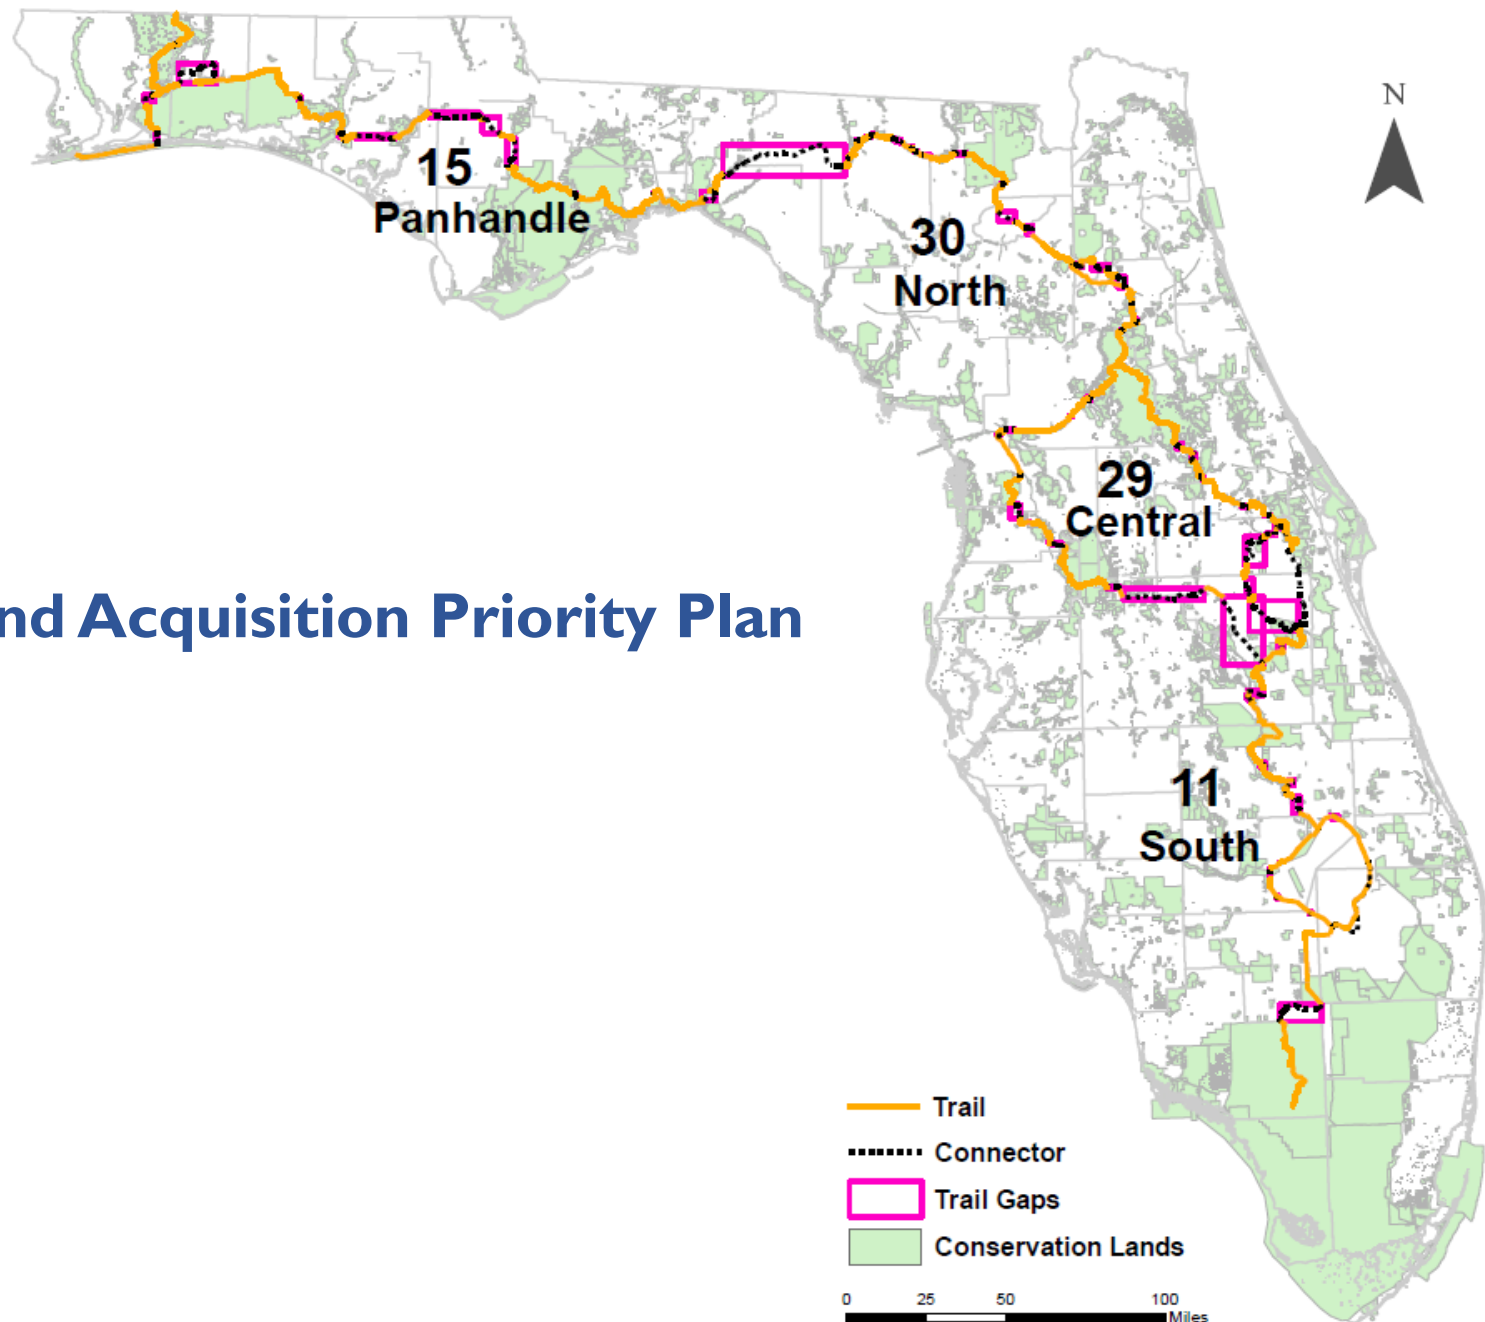 N
15
Panhandle
30
North
29
Central
nd Acquisition Priority Plan
11
South
Trail
Connector
Trail Gaps
Conservation Lands
0 25 50 100
Miles